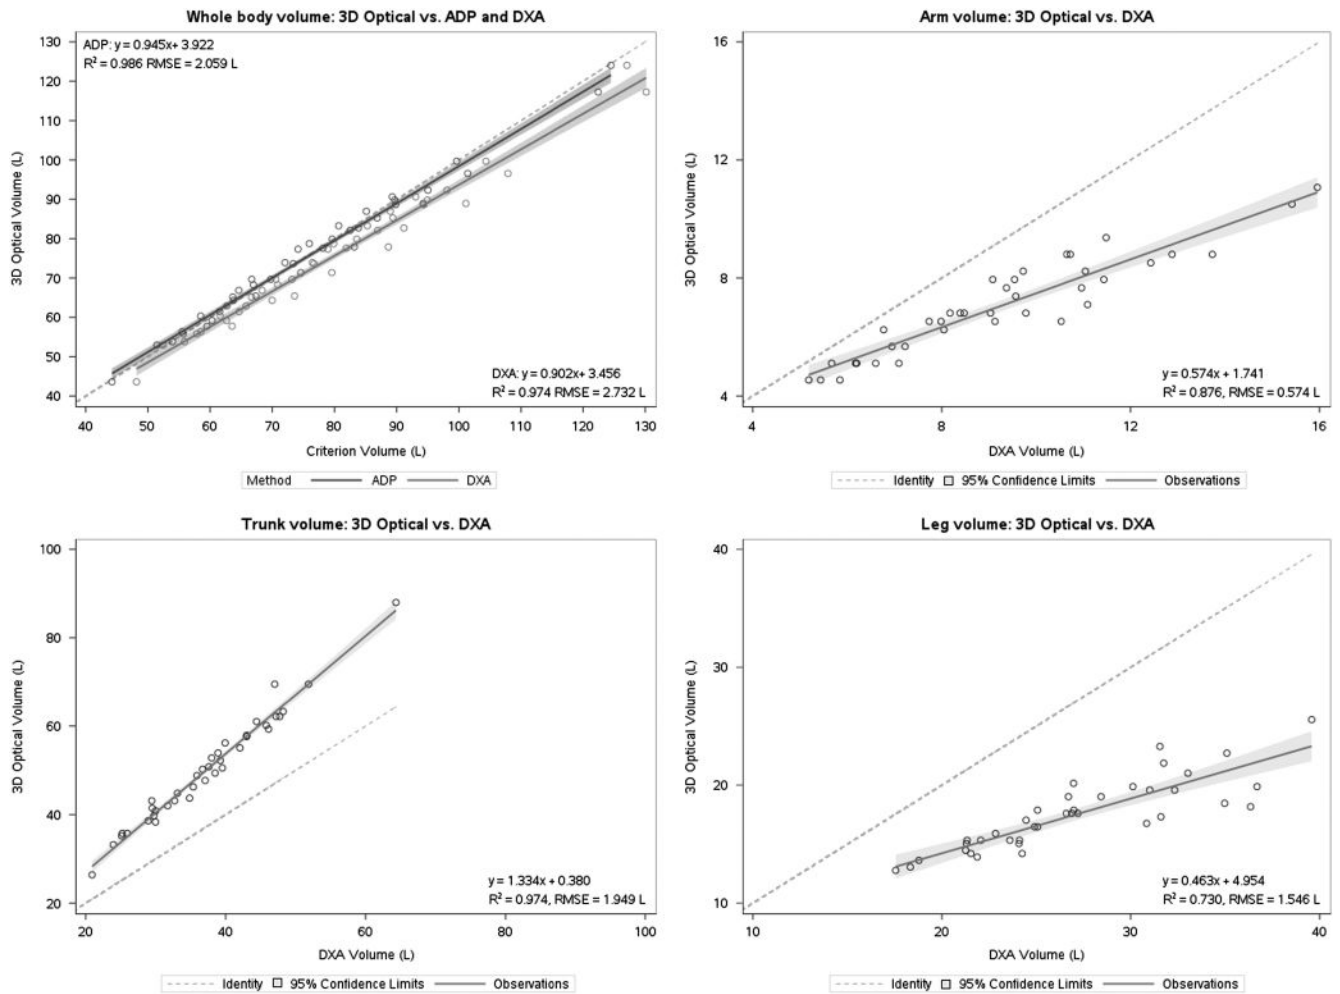 Whole body volume: 3D Optical vs. ADP and DXA
ADP: y = 0.945x+ 3.922
R² = 0.986 RMSE = 2.059 L
130
120
110
100
90
80
70
60
50
40
3D Optical Volume (L)
DXA: y = 0.902x+ 3.456
R² = 0.974 RMSE = 2.732 L
40 50 60 70 80 90 100 110 120 130
Criterion Volume (L)
Method ADP DXA
Arm volume: 3D Optical vs. DXA
16
12
8
4
3D Optical Volume (L)
y = 0.574x + 1.741
R² = 0.876, RMSE = 0.574 L
4 8 12 16
DXA Volume (L)
Identity 95% Confidence Limits Observations
Trunk volume: 3D Optical vs. DXA
100
80
60
40
20
3D Optical Volume (L)
y = 1.334x + 0.380
R² = 0.974, RMSE = 1.949 L
20 40 60 80 100
DXA Volume (L)
Identity 95% Confidence Limits Observations
Leg volume: 3D Optical vs. DXA
40
30
20
10
3D Optical Volume (L)
y = 0.463x + 4.954
R² = 0.730, RMSE = 1.546 L
10 20 30 40
DXA Volume (L)
Identity 95% Confidence Limits Observations